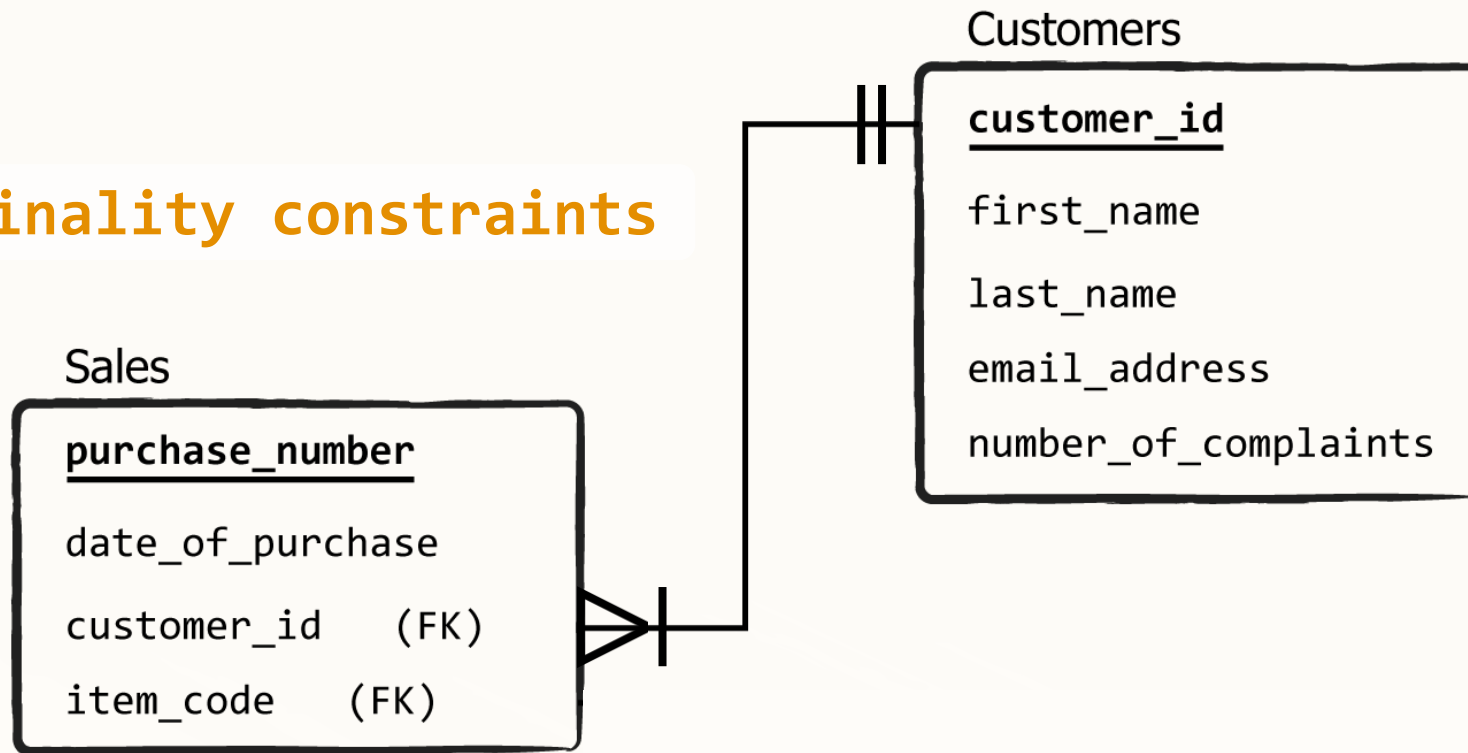 Customers
customer_id
first_name
last_name
email_address
number_of_complaints
inality constraints
Sales
purchase_number
date_of_purchase
customer_id (FK)
item_code (FK)